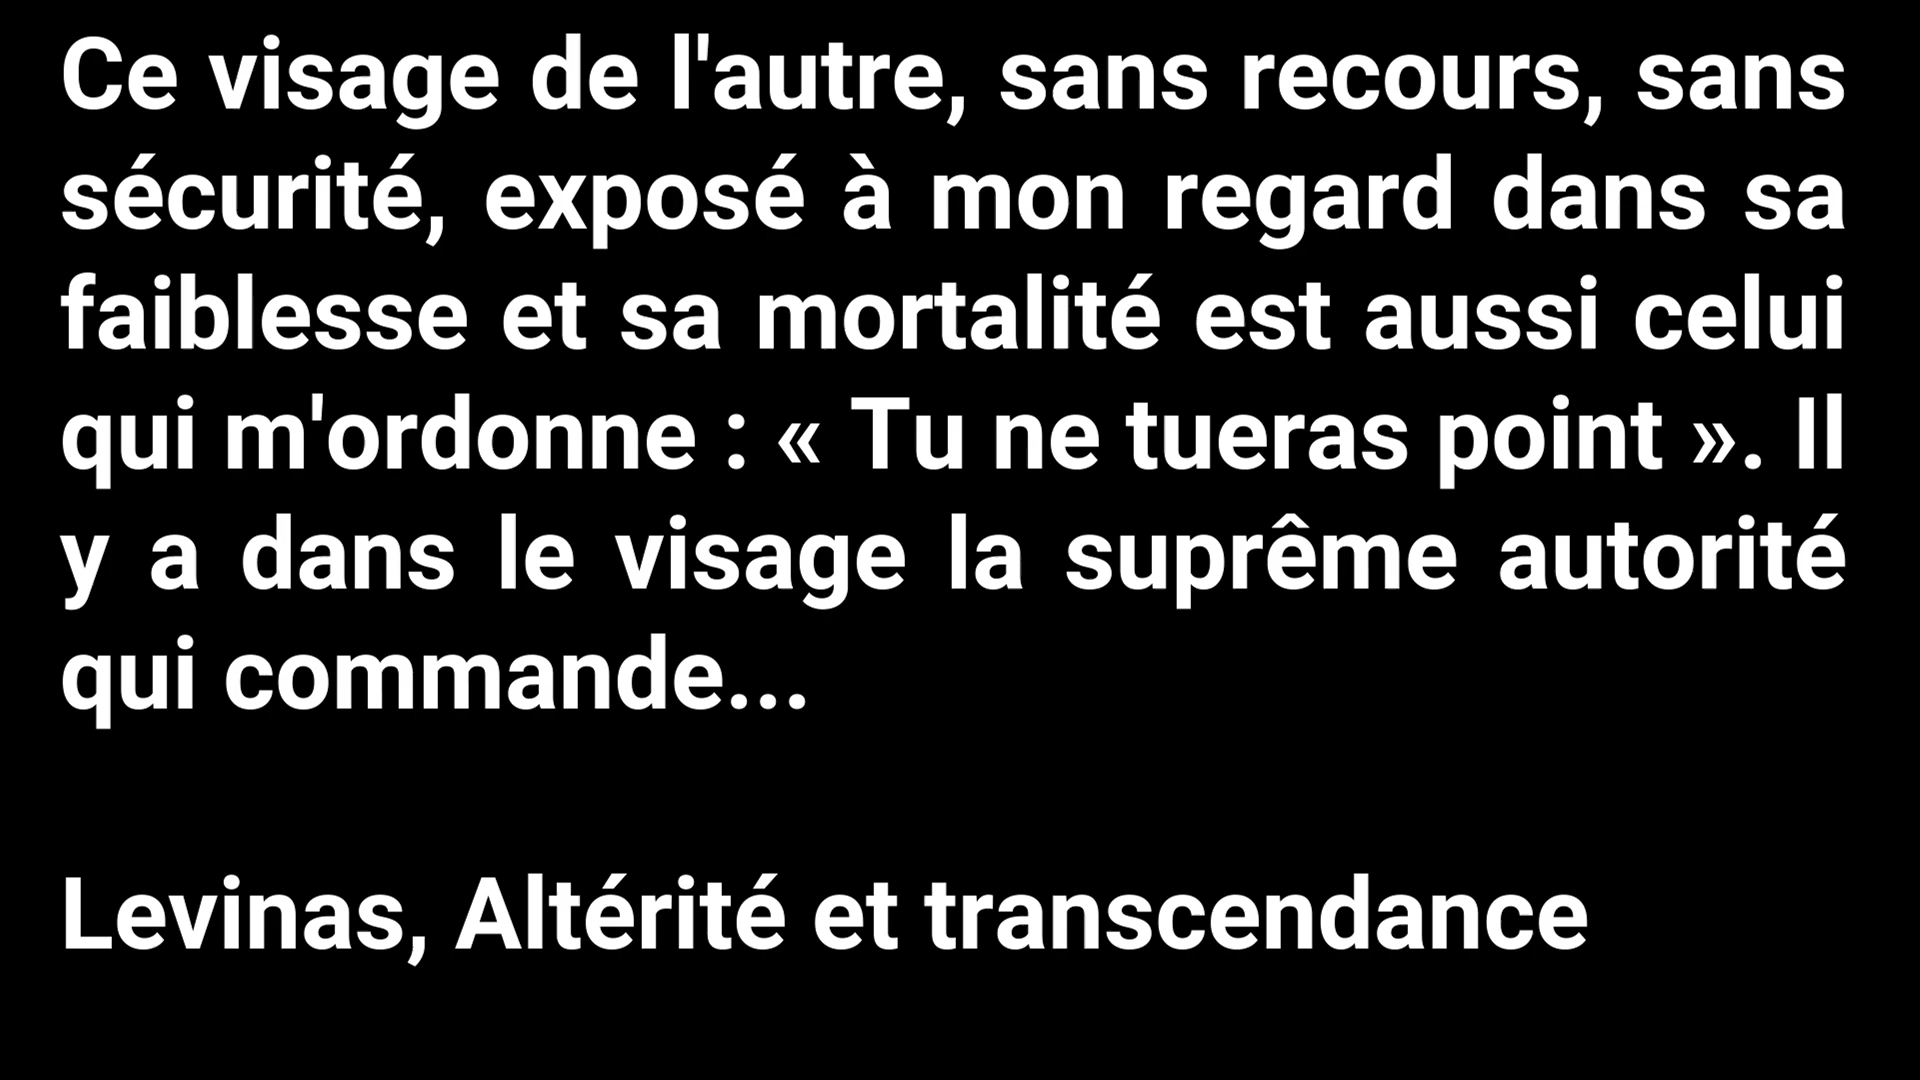 Ce visage de l'autre, sans recours, sans
sécurité, exposé à mon regard dans sa
faiblesse et sa mortalité est aussi celui
qui m'ordonne : « Tu ne tueras point ». Il
y a dans le visage la suprême autorité
qui commande...
Levinas, Altérité et transcendance